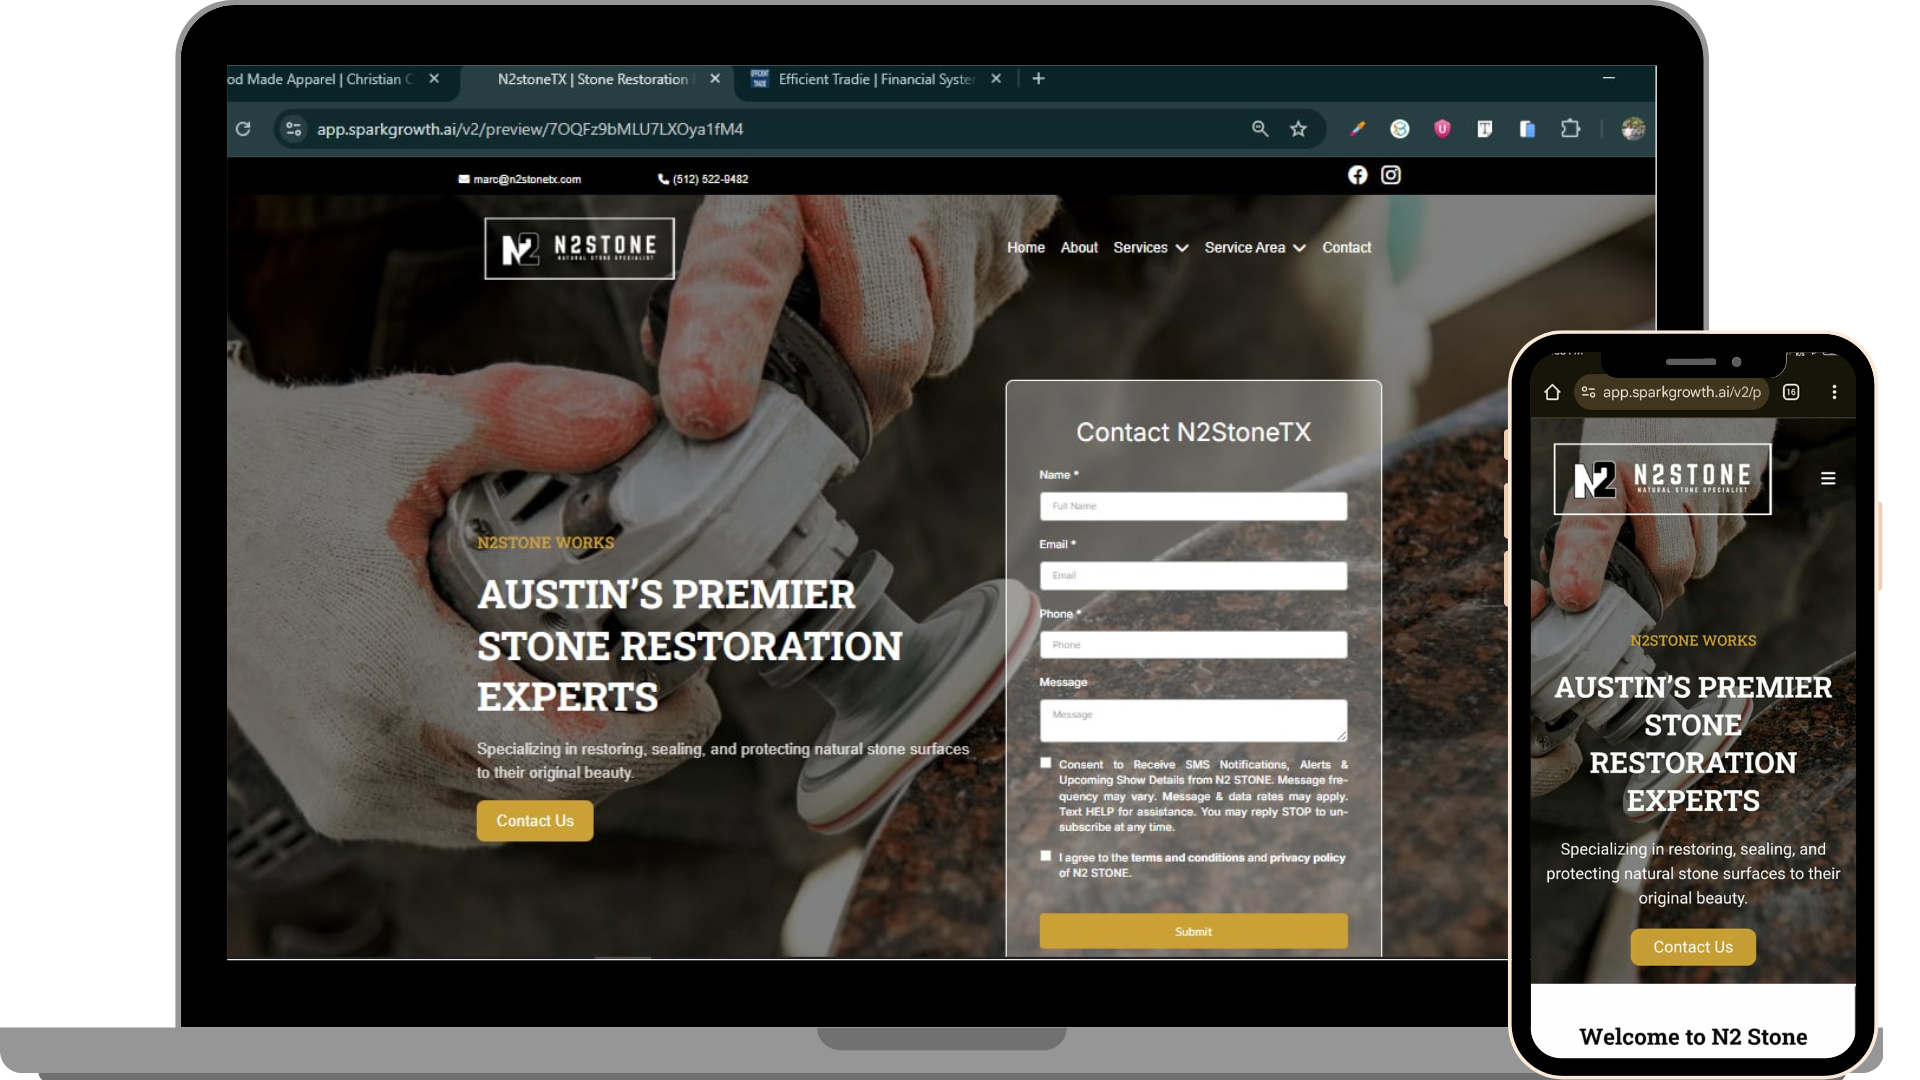 od Made Apparel | Christian C
N2stoneTX | Stone Restoration
EFFICIENT TRADIE
Efficient Tradie | Financial Syster
app.sparkgrowth.ai/v2/preview/7OQFz9bMLU7LXOya1fM4
marc@n2stonetx.com
(512) 522-9482
N2 N2STONE
NATURAL STONE SPECIALIST
Home About Services Service Area Contact
N2STONE WORKS
AUSTIN'S PREMIER
STONE RESTORATION
EXPERTS
Specializing in restoring, sealing, and protecting natural stone surfaces
to their original beauty.
Contact Us
Contact N2StoneTX
Name *
Full Name
Email *
Email
Phone *
Phone
Message
Message
Consent to Receive SMS Notifications, Alerts &
Upcoming Show Details from N2 STONE. Message fre-
quency may vary. Message & data rates may apply.
Text HELP for assistance. You may reply STOP to un-
subscribe at any time.
I agree to the terms and conditions and privacy policy
of N2 STONE.
Submit
app.sparkgrowth.ai/v2/p
16
N2 N2STONE
NATURAL STONE SPECIALIST
N2STONE WORKS
AUSTIN'S PREMIER
STONE
RESTORATION
EXPERTS
Specializing in restoring, sealing, and
protecting natural stone surfaces to their
original beauty.
Contact Us
Welcome to N2 Stone